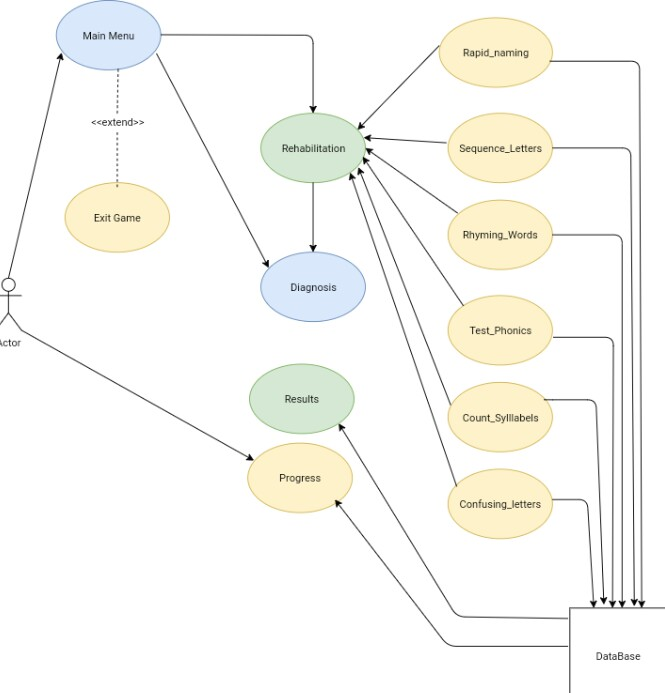 Main Menu
Rapid_naming
<<extend>>
Rehabilitation
Sequence_Letters
Exit Game
Rhyming_Words
Diagnosis
Test_Phonics
Actor
Results
Count_Sylllabels
Progress
Confusing_letters
DataBase